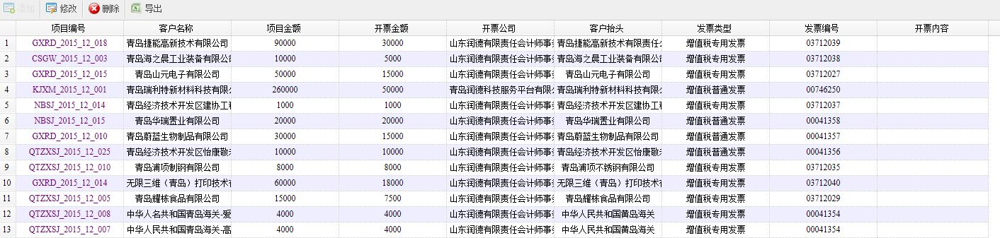 添加 修改 删除 导出
项目编号 客户名称 项目金额 开票金额 开票公司 客户抬头 发票类型 发票编号 开票内容
1 GXRD_2015_12_018 青岛捷能高新技术有限公司 90000 30000 山东润德有限责任会计师事务 青岛捷能高新技术有限责任公 增值税专用发票 03712039
2 CSGW_2015_12_003 青岛海之晨工业装备有限公司 10000 5000 山东润德有限责任会计师事务 青岛海之晨工业装备有限公司 增值税专用发票 03712038
3 GXRD_2015_12_015 青岛山元电子有限公司 50000 15000 山东润德有限责任会计师事务 青岛山元电子有限公司 增值税专用发票 03712027
4 KJXM_2015_12_001 青岛瑞利特新材料科技有限公 260000 50000 青岛润德科技服务平台有限公 青岛瑞利特新材料科技有限公 增值税普通发票 00746250
5 NBSJ_2015_12_014 青岛经济技术开发区建协工程 1000 1000 山东润德有限责任会计师事务 青岛经济技术开发区建协工程 增值税专用发票 03712037
6 NBSJ_2015_12_015 青岛华瑞置业有限公司 20000 20000 山东润德有限责任会计师事务 青岛华瑞置业有限公司 增值税普通发票 00041358
7 GXRD_2015_12_010 青岛蔚蓝生物制品有限公司 30000 15000 山东润德有限责任会计师事务 青岛蔚蓝生物制品有限公司 增值税普通发票 00041357
8 QTZXSJ_2015_12_025 青岛经济技术开发区怡康敬老 10000 10000 山东润德有限责任会计师事务 青岛经济技术开发区怡康敬老 增值税普通发票 00041356
9 QTZXSJ_2015_12_010 青岛浦项制钢有限公司 8000 8000 山东润德有限责任会计师事务 青岛浦项不锈钢有限公司 增值税专用发票 03712035
10 GXRD_2015_12_014 无限三维（青岛）打印技术有 60000 18000 山东润德有限责任会计师事务 无限三维（青岛）打印技术有 增值税专用发票 03712040
11 QTZXSJ_2015_12_005 青岛耀栋食品有限公司 15000 7500 山东润德有限责任会计师事务 青岛耀栋食品有限公司 增值税专用发票 03712029
12 QTZXSJ_2015_12_008 中华人名共和国青岛海关-爱 4000 4000 山东润德有限责任会计师事务 中华人民共和国黄岛海关 增值税专用发票 00041354
13 QTZXSJ_2015_12_007 中华人民共和国青岛海关-高 4000 4000 山东润德有限责任会计师事务 中华人民共和国黄岛海关 增值税专用发票 00041354